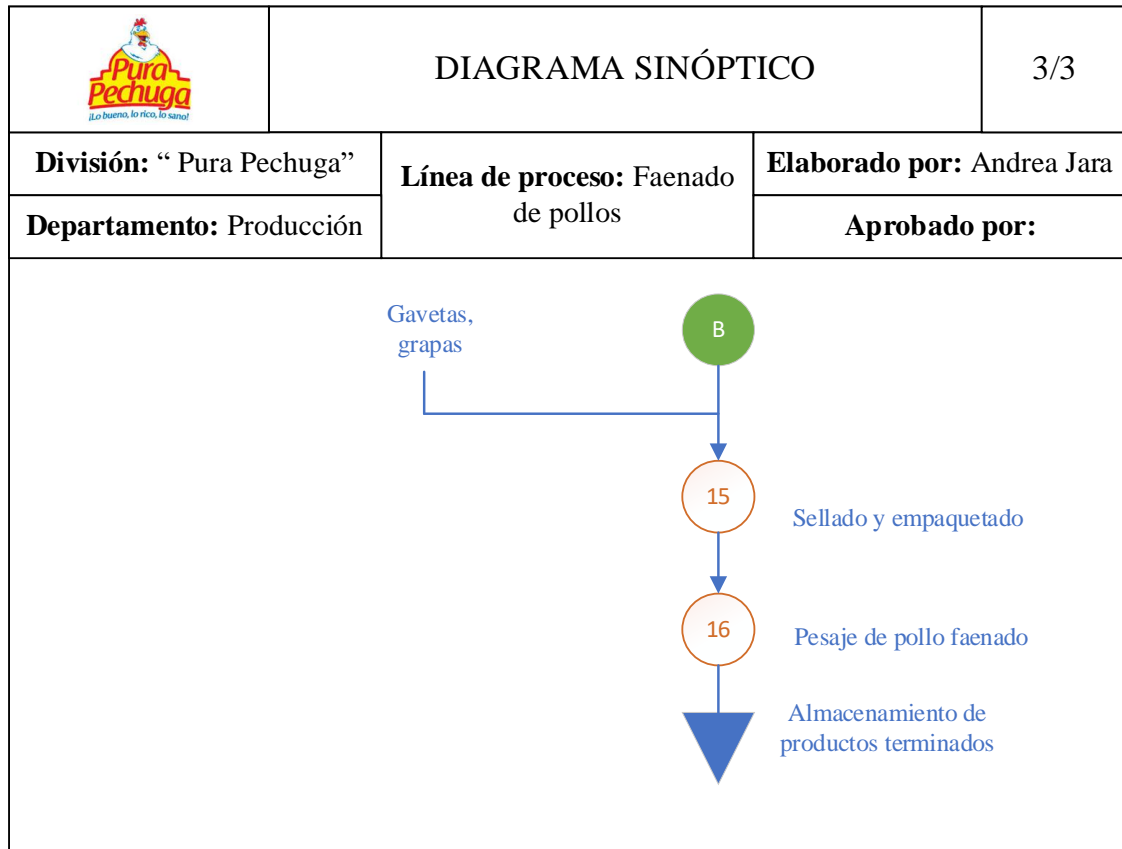 Pura
Pechuga
¡Lo bueno, lo rico, lo sano!
DIAGRAMA SINÓPTICO
3/3
División: “ Pura Pechuga”
Línea de proceso: Faenado
de pollos
Elaborado por: Andrea Jara
Departamento: Producción
Aprobado por:
Gavetas,
grapas
B
15
Sellado y empaquetado
16
Pesaje de pollo faenado
Almacenamiento de
productos terminados